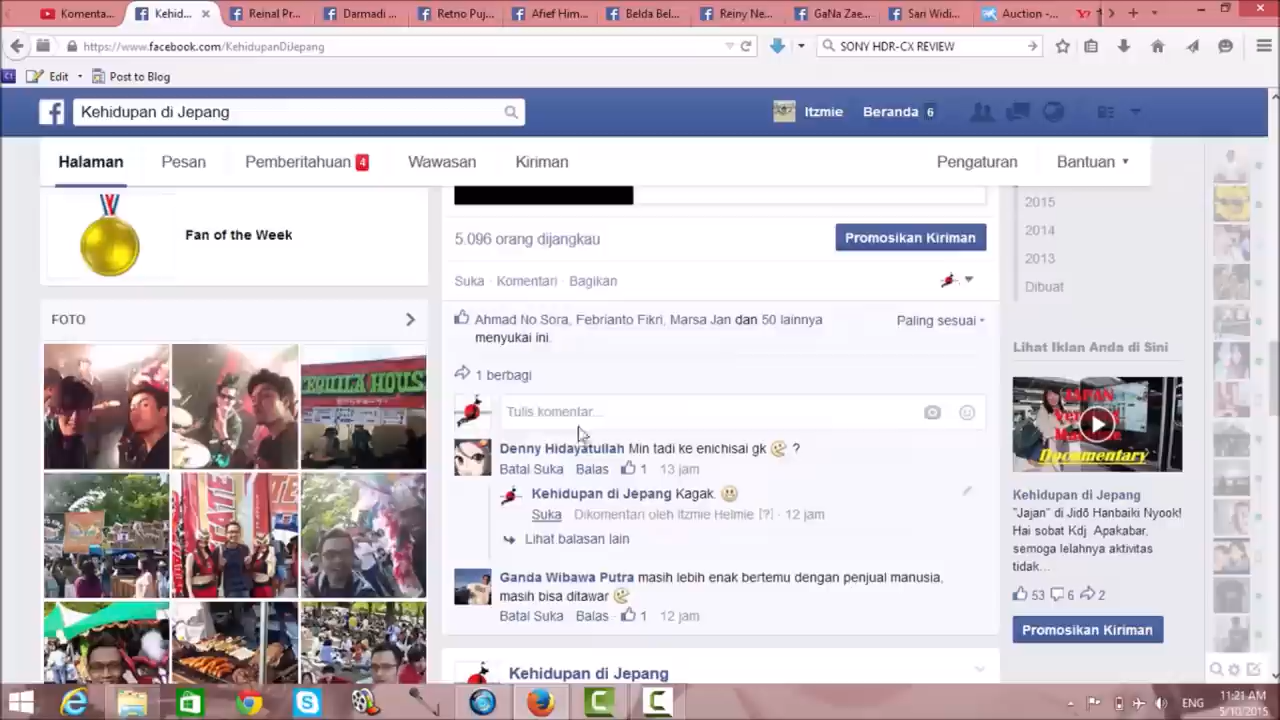 Komenta...
Kehid...
Reinal Pr...
Darmadi ...
Retno Puj...
Afief Him...
Belda Bel...
Reiny Ne...
GaNa Zae...
Sari Widi...
Auction -...
https://www.facebook.com/KehidupanDiJepang
SONY HDR-CX REVIEW
Edit
Post to Blog
Kehidupan di Jepang
Itzmie
Beranda 6
Halaman
Pesan
Pemberitahuan 4
Wawasan
Kiriman
Pengaturan
Bantuan
Fan of the Week
5.096 orang dijangkau
Promosikan Kiriman
Suka · Komentari · Bagikan
Ahmad No Sora, Febrianto Fikri, Marsa Jan dan 50 lainnya
menyukai ini.
Paling sesuai
1 berbagi
Tulis komentar...
Denny Hidayatullah Min tadi ke enichisai gk ?
Batal Suka · Balas · 1 · 13 jam
Kehidupan di Jepang Kagak.
Suka · Dikomentari oleh Itzmie Helmie [?] · 12 jam
Lihat balasan lain
Ganda Wibawa Putra masih lebih enak bertemu dengan penjual manusia,
masih bisa ditawar
Batal Suka · Balas · 1 · 12 jam
Kehidupan di Jepang
FOTO
TEQUILA HOUS
2015
2014
2013
Dibuat
Lihat Iklan Anda di Sini
Documentary
Kehidupan di Jepang
"Jajan" di Jidō Hanbaiki Nyook!
Hai sobat Kdj Apakabar,
semoga lelahnya aktivitas
tidak...
53 6 2
Promosikan Kiriman
ENG
11:21 AM
5/10/2015